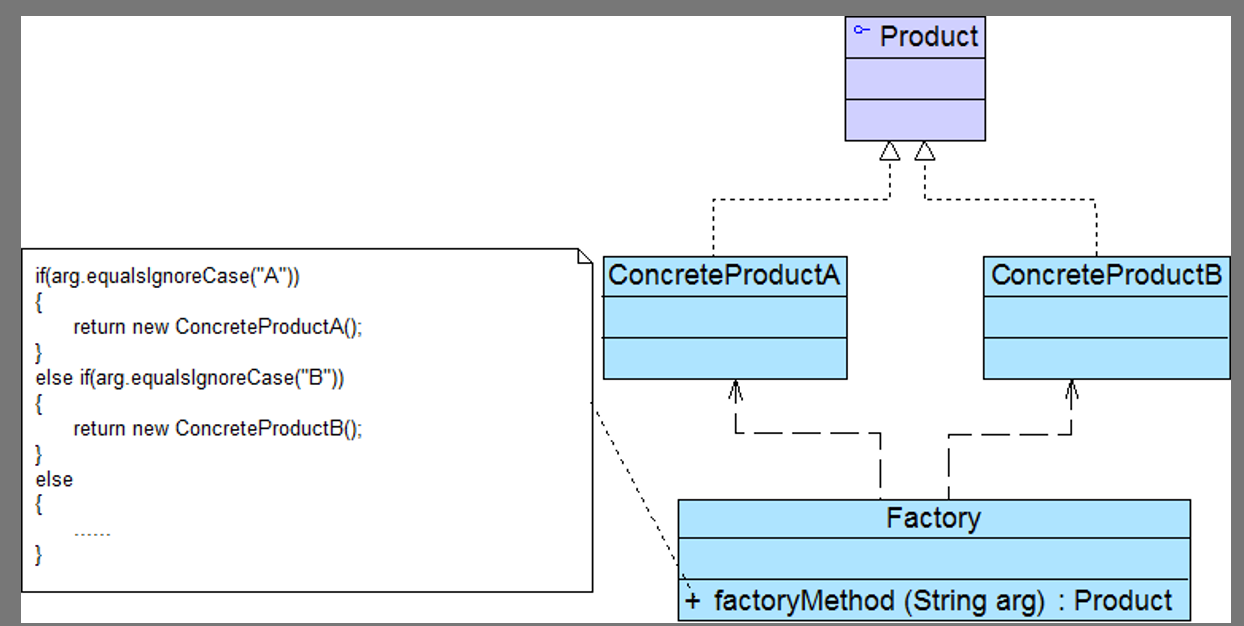 Product
if(arg.equalsIgnoreCase("A"))
{
return new ConcreteProductA();
}
else if(arg.equalsIgnoreCase("B"))
{
return new ConcreteProductB();
}
else
{
......
}
ConcreteProductA
ConcreteProductB
Factory
+ factoryMethod (String arg) : Product